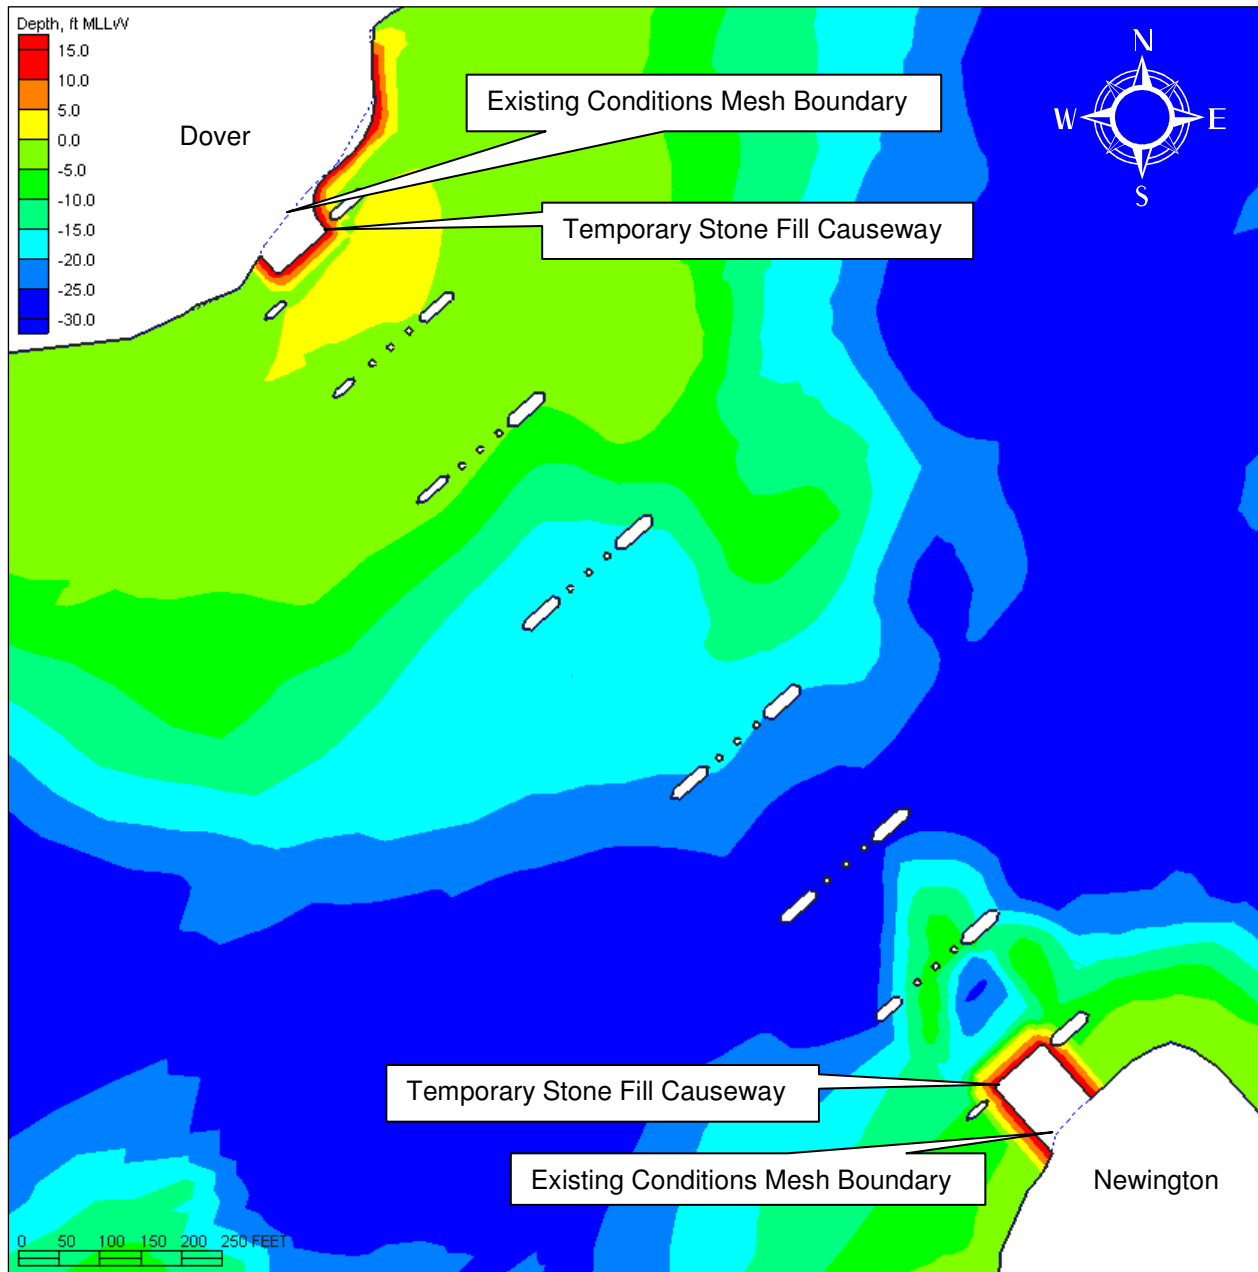 Depth, ft MLLW
15.0
10.0
5.0
0.0
-5.0
-10.0
-15.0
-20.0
-25.0
-30.0
N
W E
S
Dover
Existing Conditions Mesh Boundary
Temporary Stone Fill Causeway
Temporary Stone Fill Causeway
Existing Conditions Mesh Boundary
Newington
0 50 100 150 200 250 FEET